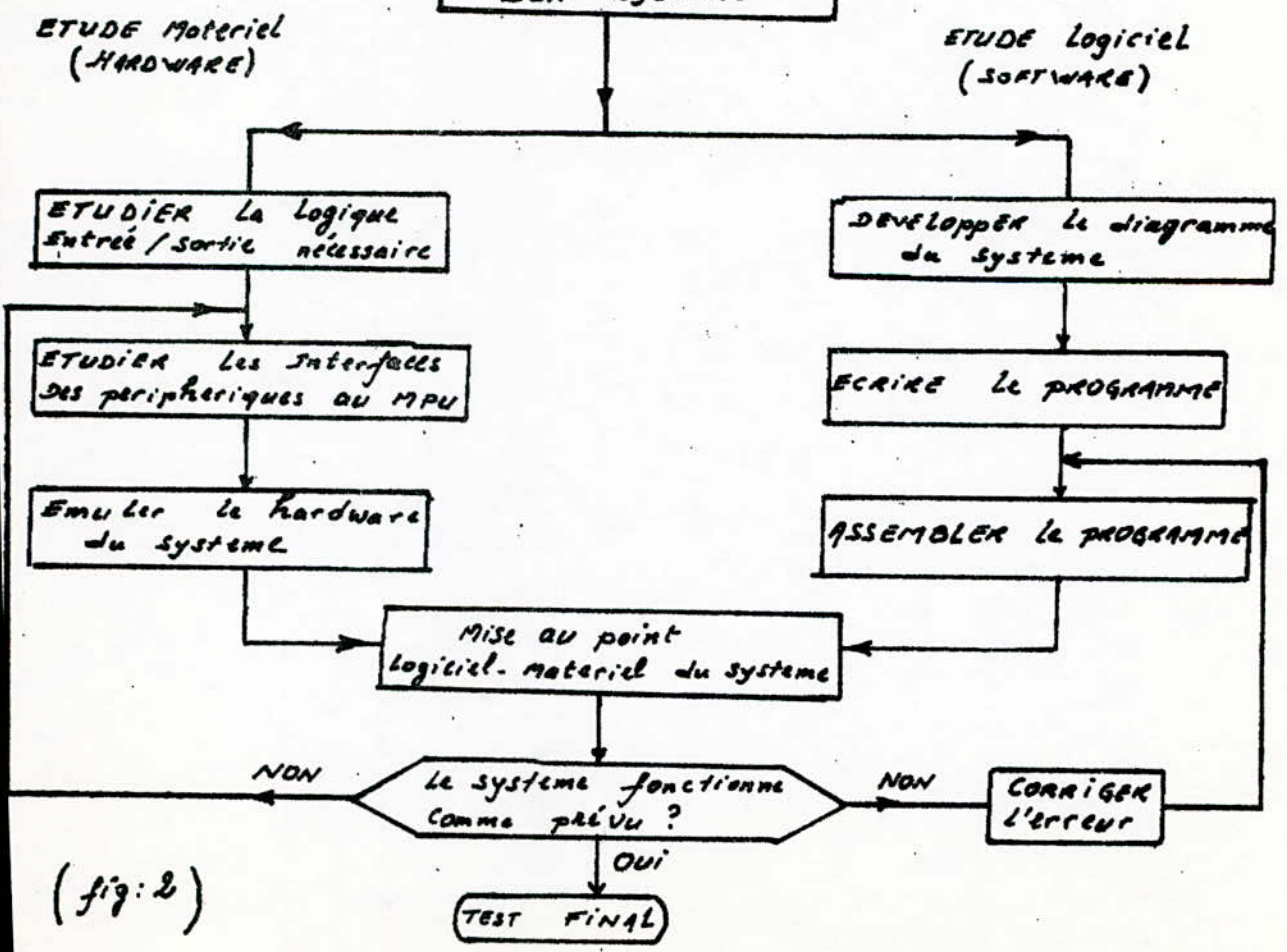 ETUDE Materiel
(HARDWARE)
ETUDE Logiciel
(SOFTWARE)
ETUDIER La Logique
Entrée/sortie nécessaire
DEVELOPPER le diagramme
du systeme
ETUDIER Les Interfaces
Des peripheriques au MPU
ECRIRE le PROGRAMME
Emuler le hardware
du systeme
ASSEMBLER le PROGRAMME
Mise au point
Logiciel-Materiel du systeme
NON
Le systeme fonctionne
comme prévu ?
NON
CORRIGER
l'erreur
OUI
(fig:2)
TEST FINAL